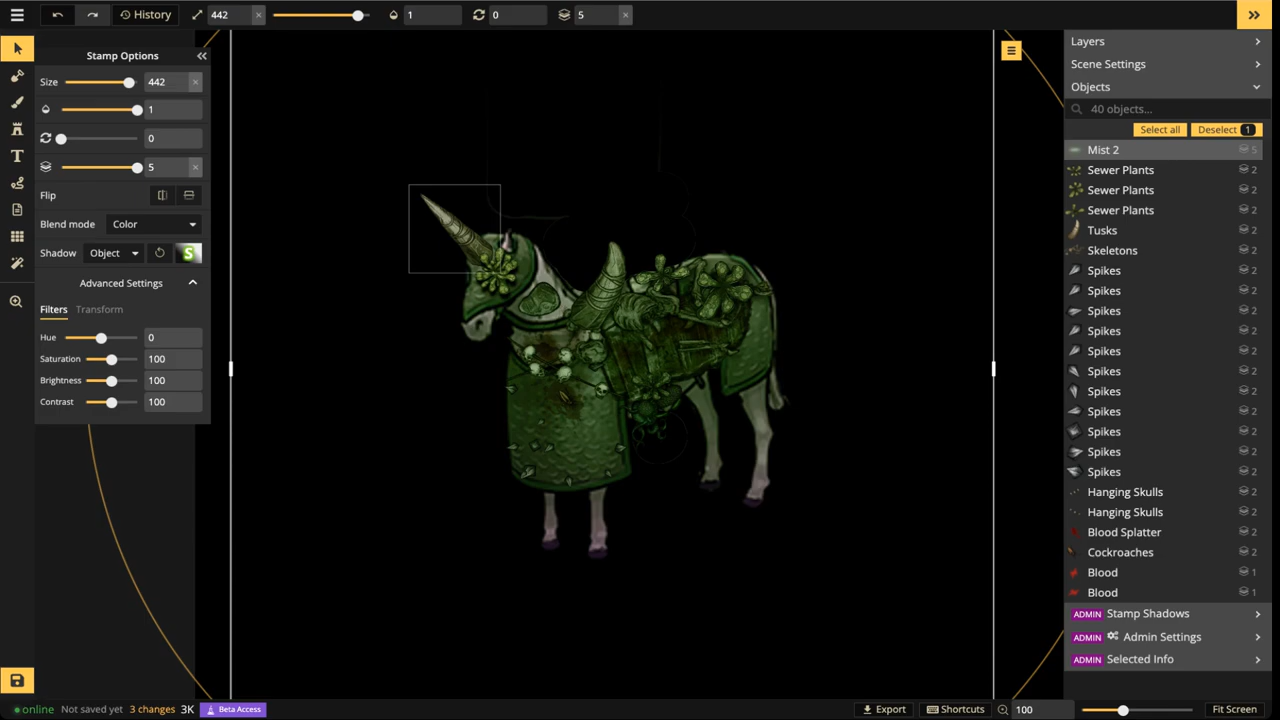 History
442
1
0
5
Stamp Options
Size
442
1
0
5
Flip
Blend mode
Color
Shadow
Object
S
Advanced Settings
Filters
Transform
Hue
0
Saturation
100
Brightness
100
Contrast
100
Layers
Scene Settings
Objects
40 objects...
Select all
Deselect 1
Mist 2 5
Sewer Plants 2
Sewer Plants 2
Sewer Plants 2
Tusks 2
Skeletons 2
Spikes 2
Spikes 2
Spikes 2
Spikes 2
Spikes 2
Spikes 2
Spikes 2
Spikes 2
Spikes 2
Spikes 2
Spikes 2
Hanging Skulls 2
Hanging Skulls 2
Blood Splatter 2
Cockroaches 2
Blood 1
Blood 1
ADMIN Stamp Shadows
ADMIN Admin Settings
ADMIN Selected Info
online Not saved yet 3 changes 3K Beta Access
Export
Shortcuts
100
Fit Screen